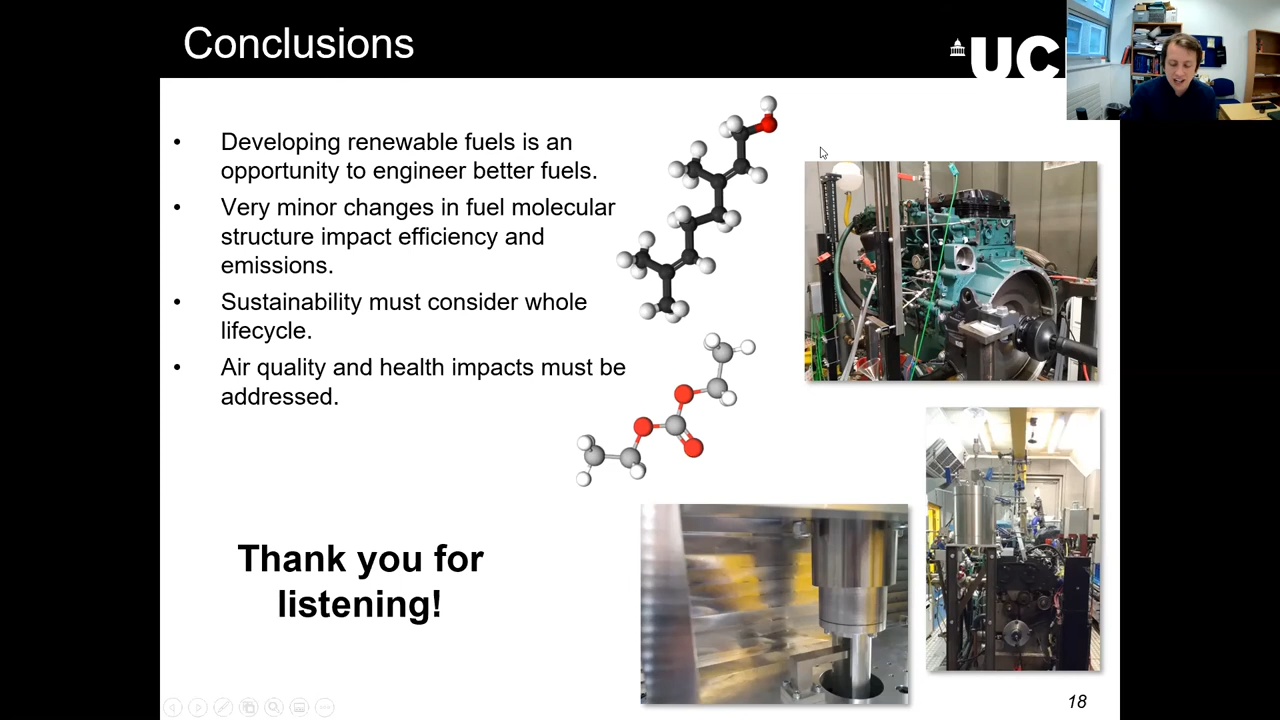 Conclusions
UC
• Developing renewable fuels is an
opportunity to engineer better fuels.
• Very minor changes in fuel molecular
structure impact efficiency and
emissions.
• Sustainability must consider whole
lifecycle.
• Air quality and health impacts must be
addressed.
Thank you for
listening!
18